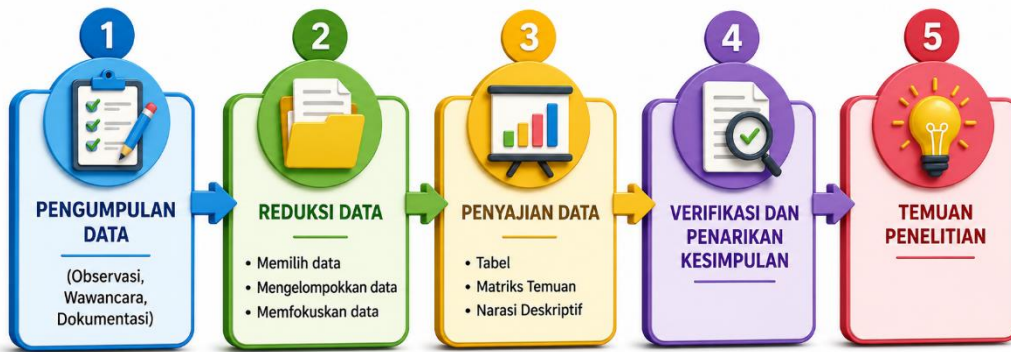 1
PENGUMPULAN
DATA
(Observasi,
Wawancara,
Dokumentasi)
2
REDUKSI DATA
• Memilih data
• Mengelompokkan data
• Memfokuskan data
3
PENYAJIAN DATA
• Tabel
• Matriks Temuan
• Narasi Deskriptif
4
VERIFIKASI DAN
PENARIKAN
KESIMPULAN
5
TEMUAN
PENELITIAN